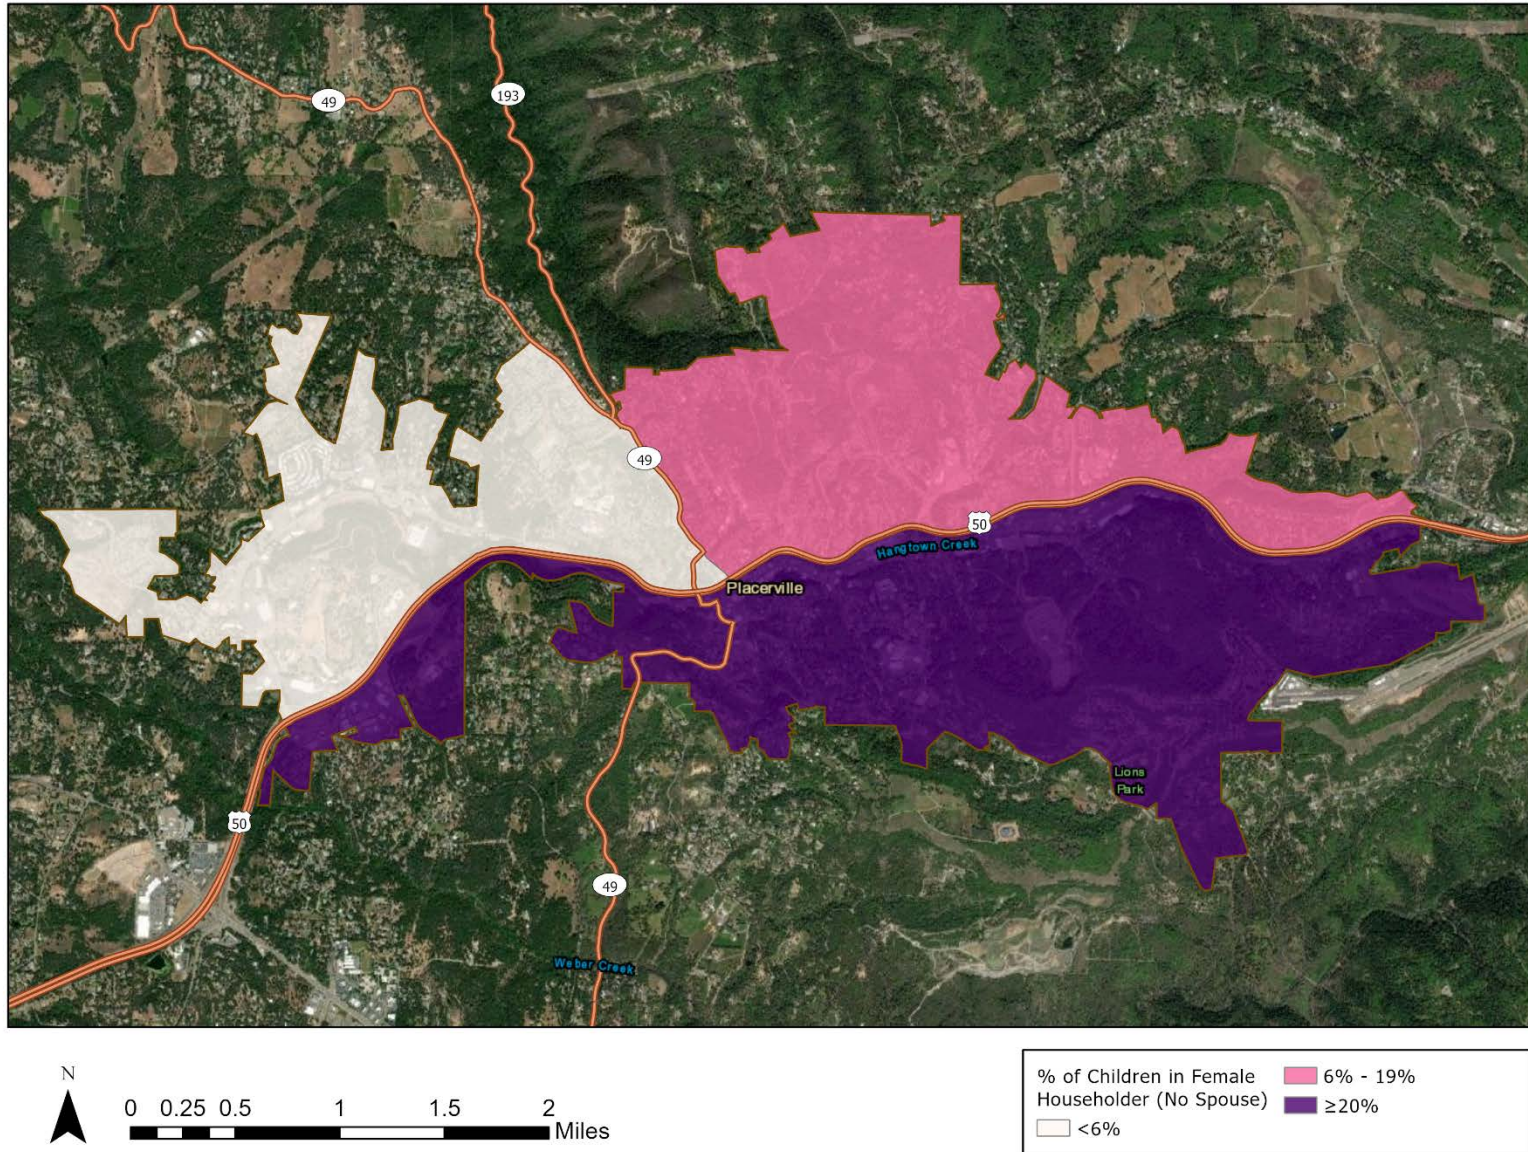 193
49
49
50
Hangtown Creek
Placerville
Lions
Park
50
49
Weber Creek
N
0 0.25 0.5 1 1.5 2
Miles
% of Children in Female
Householder (No Spouse)
<6%
6% - 19%
≥20%